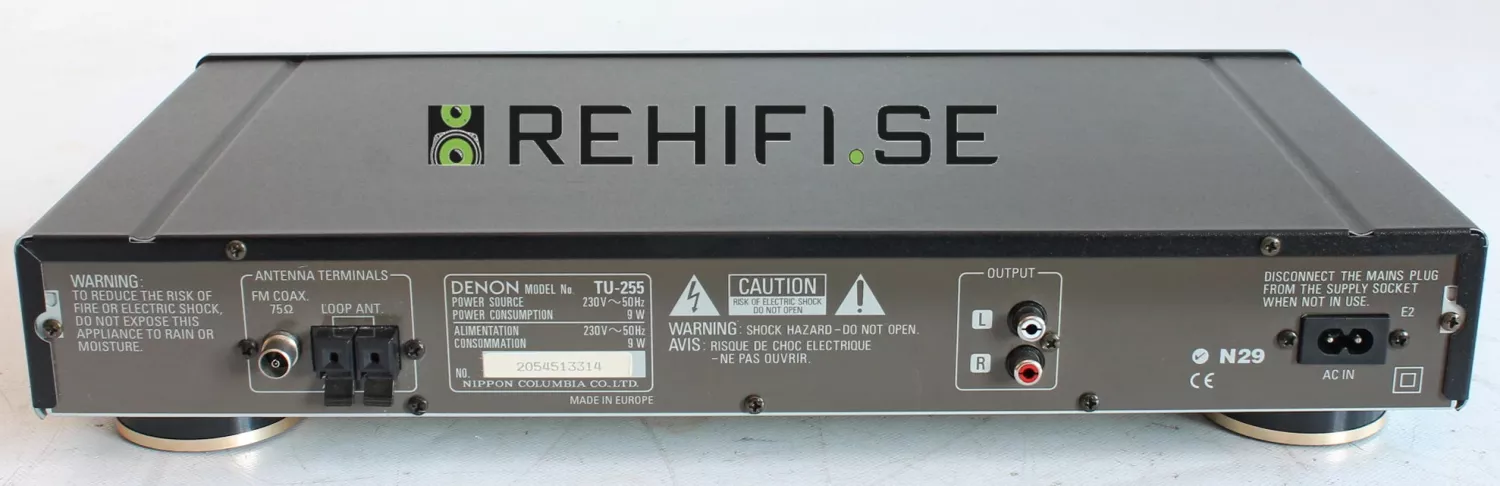 REHIFI.SE
WARNING:
TO REDUCE THE RISK OF
FIRE OR ELECTRIC SHOCK,
DO NOT EXPOSE THIS
APPLIANCE TO RAIN OR
MOISTURE.
ANTENNA TERMINALS
FM COAX.
75Ω
LOOP ANT.
DENON MODEL No. TU-255
POWER SOURCE 230V~50Hz
POWER CONSUMPTION 9 W
ALIMENTATION 230V~50Hz
CONSOMMATION 9 W
NO. 2054513314
NIPPON COLUMBIA CO., LTD.
MADE IN EUROPE
CAUTION
RISK OF ELECTRIC SHOCK
DO NOT OPEN
WARNING: SHOCK HAZARD-DO NOT OPEN.
AVIS: RISQUE DE CHOC ELECTRIQUE
-NE PAS OUVRIR.
OUTPUT
L
R
DISCONNECT THE MAINS PLUG
FROM THE SUPPLY SOCKET
WHEN NOT IN USE.
E2
N29
CE
AC IN